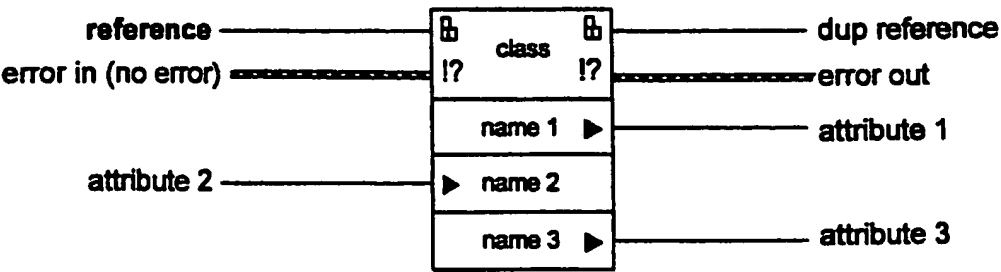 reference
class
dup reference
error in (no error)
!?
!?
error out
name 1
attribute 1
attribute 2
name 2
name 3
attribute 3